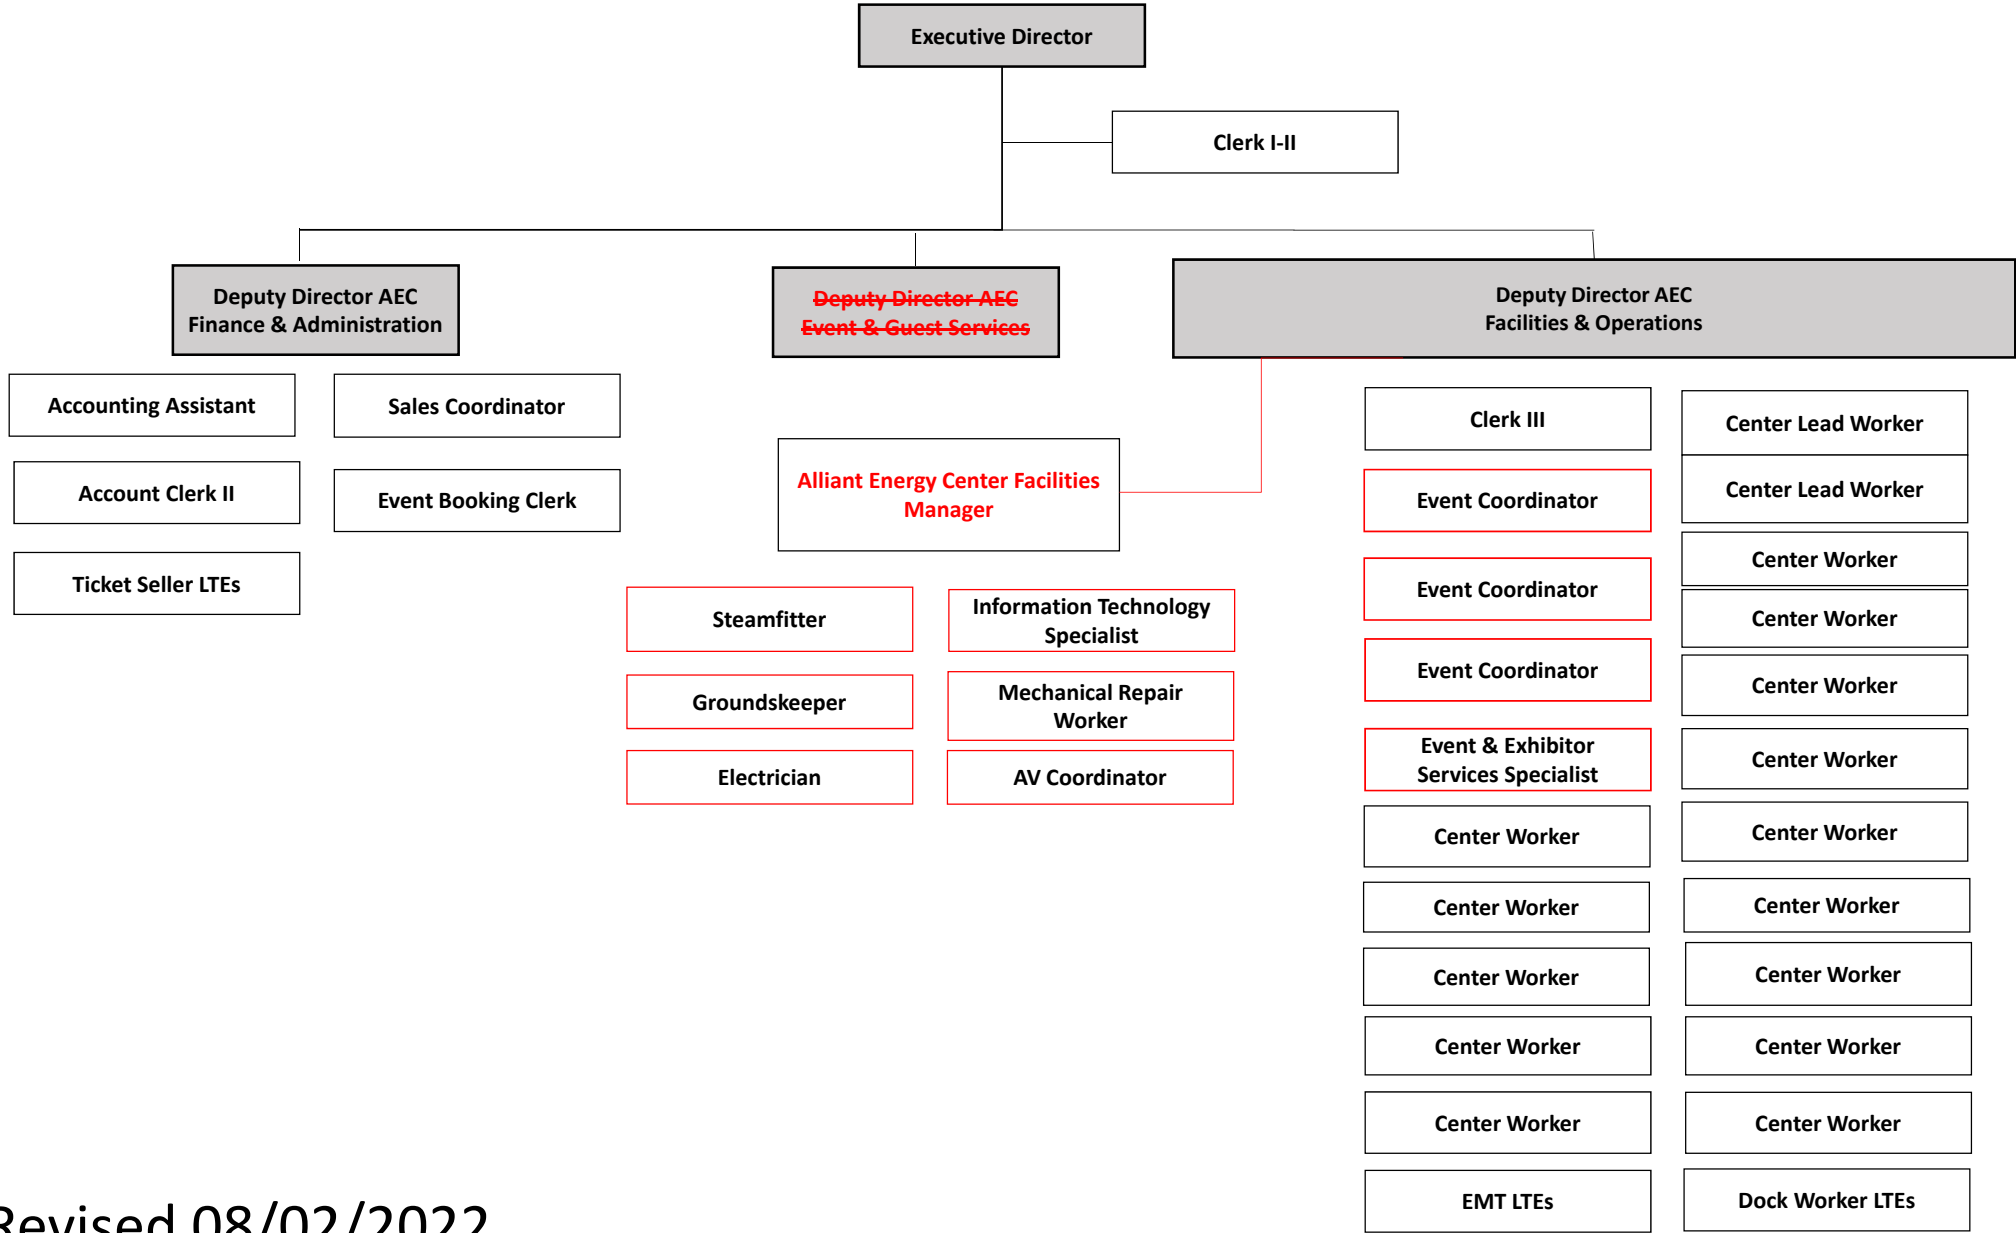 Executive Director
Clerk I-II
Deputy Director AEC
Finance & Administration
Deputy Director AEC
Event & Guest Services
Deputy Director AEC
Facilities & Operations
Accounting Assistant
Sales Coordinator
Account Clerk II
Event Booking Clerk
Ticket Seller LTEs
Alliant Energy Center Facilities
Manager
Steamfitter
Information Technology
Specialist
Groundskeeper
Mechanical Repair
Worker
Electrician
AV Coordinator
Clerk III
Event Coordinator
Event Coordinator
Event Coordinator
Event & Exhibitor
Services Specialist
Center Worker
Center Worker
Center Worker
Center Worker
Center Worker
EMT LTEs
Center Lead Worker
Center Lead Worker
Center Worker
Center Worker
Center Worker
Center Worker
Center Worker
Center Worker
Center Worker
Center Worker
Center Worker
Dock Worker LTEs
Revised 08/02/2022